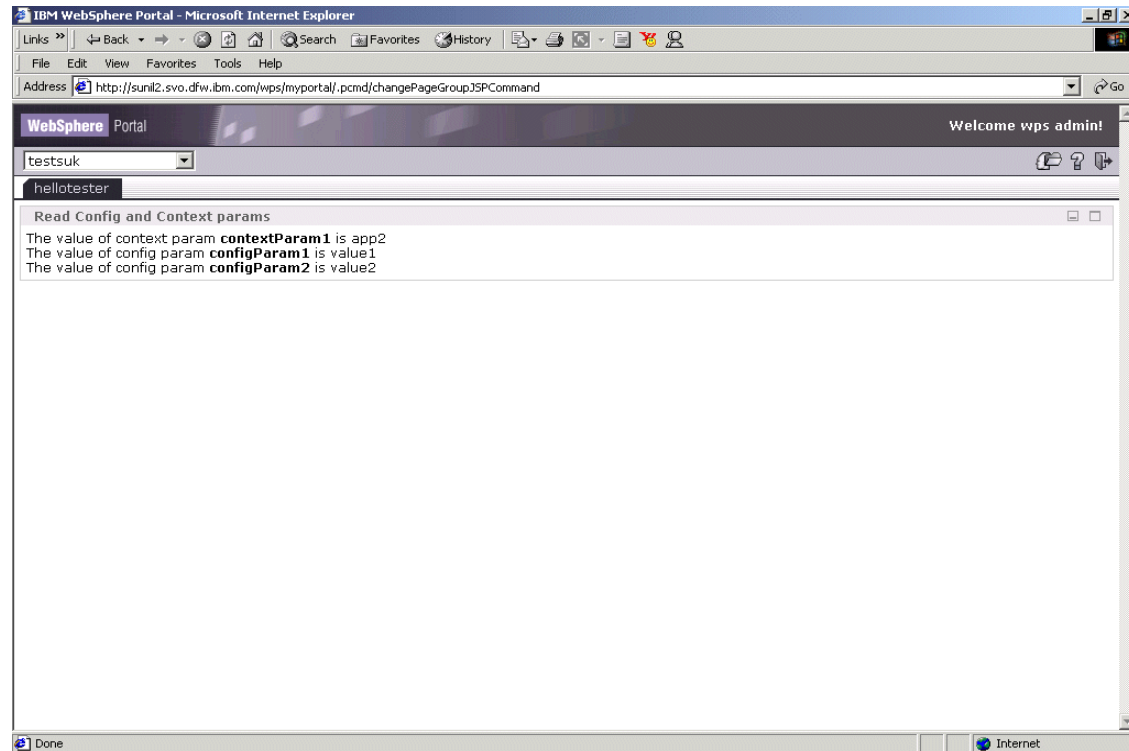 IBM WebSphere Portal - Microsoft Internet Explorer
Links » Back Search Favorites History
File Edit View Favorites Tools Help
Address http://sunil2.svo.dfw.ibm.com/wps/myportal/.pcmd/changePageGroupJSPCommand Go
WebSphere Portal Welcome wps admin!
testsuk
hellotester
Read Config and Context params
The value of context param contextParam1 is app2
The value of config param configParam1 is value1
The value of config param configParam2 is value2
Done Internet